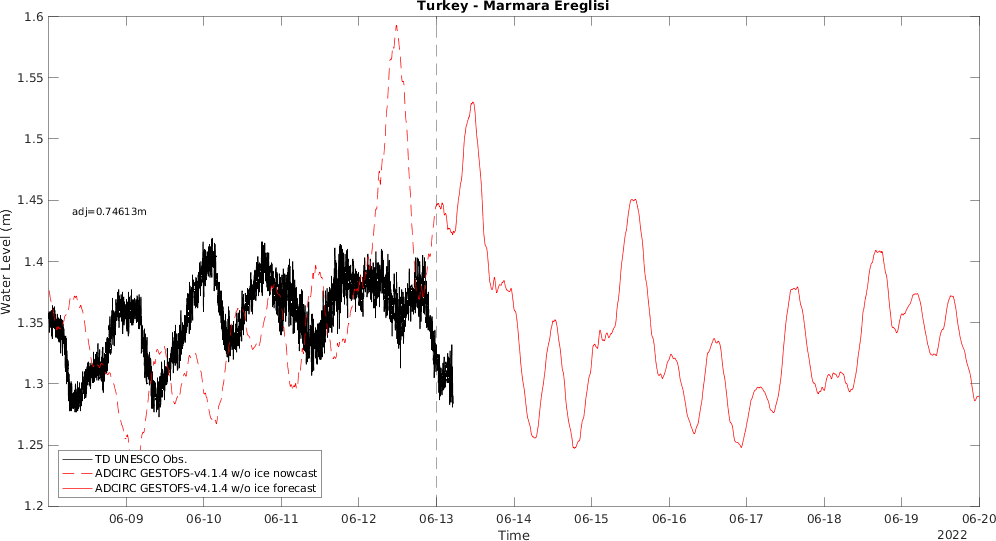 Turkey - Marmara Ereglisi
1.6
1.55
1.5
1.45
1.4
1.35
1.3
1.25
1.2
Water Level (m)
adj=0.74613m
TD UNESCO Obs.
ADCIRC GESTOFS-v4.1.4 w/o ice nowcast
ADCIRC GESTOFS-v4.1.4 w/o ice forecast
06-09 06-10 06-11 06-12 06-13 06-14 06-15 06-16 06-17 06-18 06-19 06-20
Time
2022